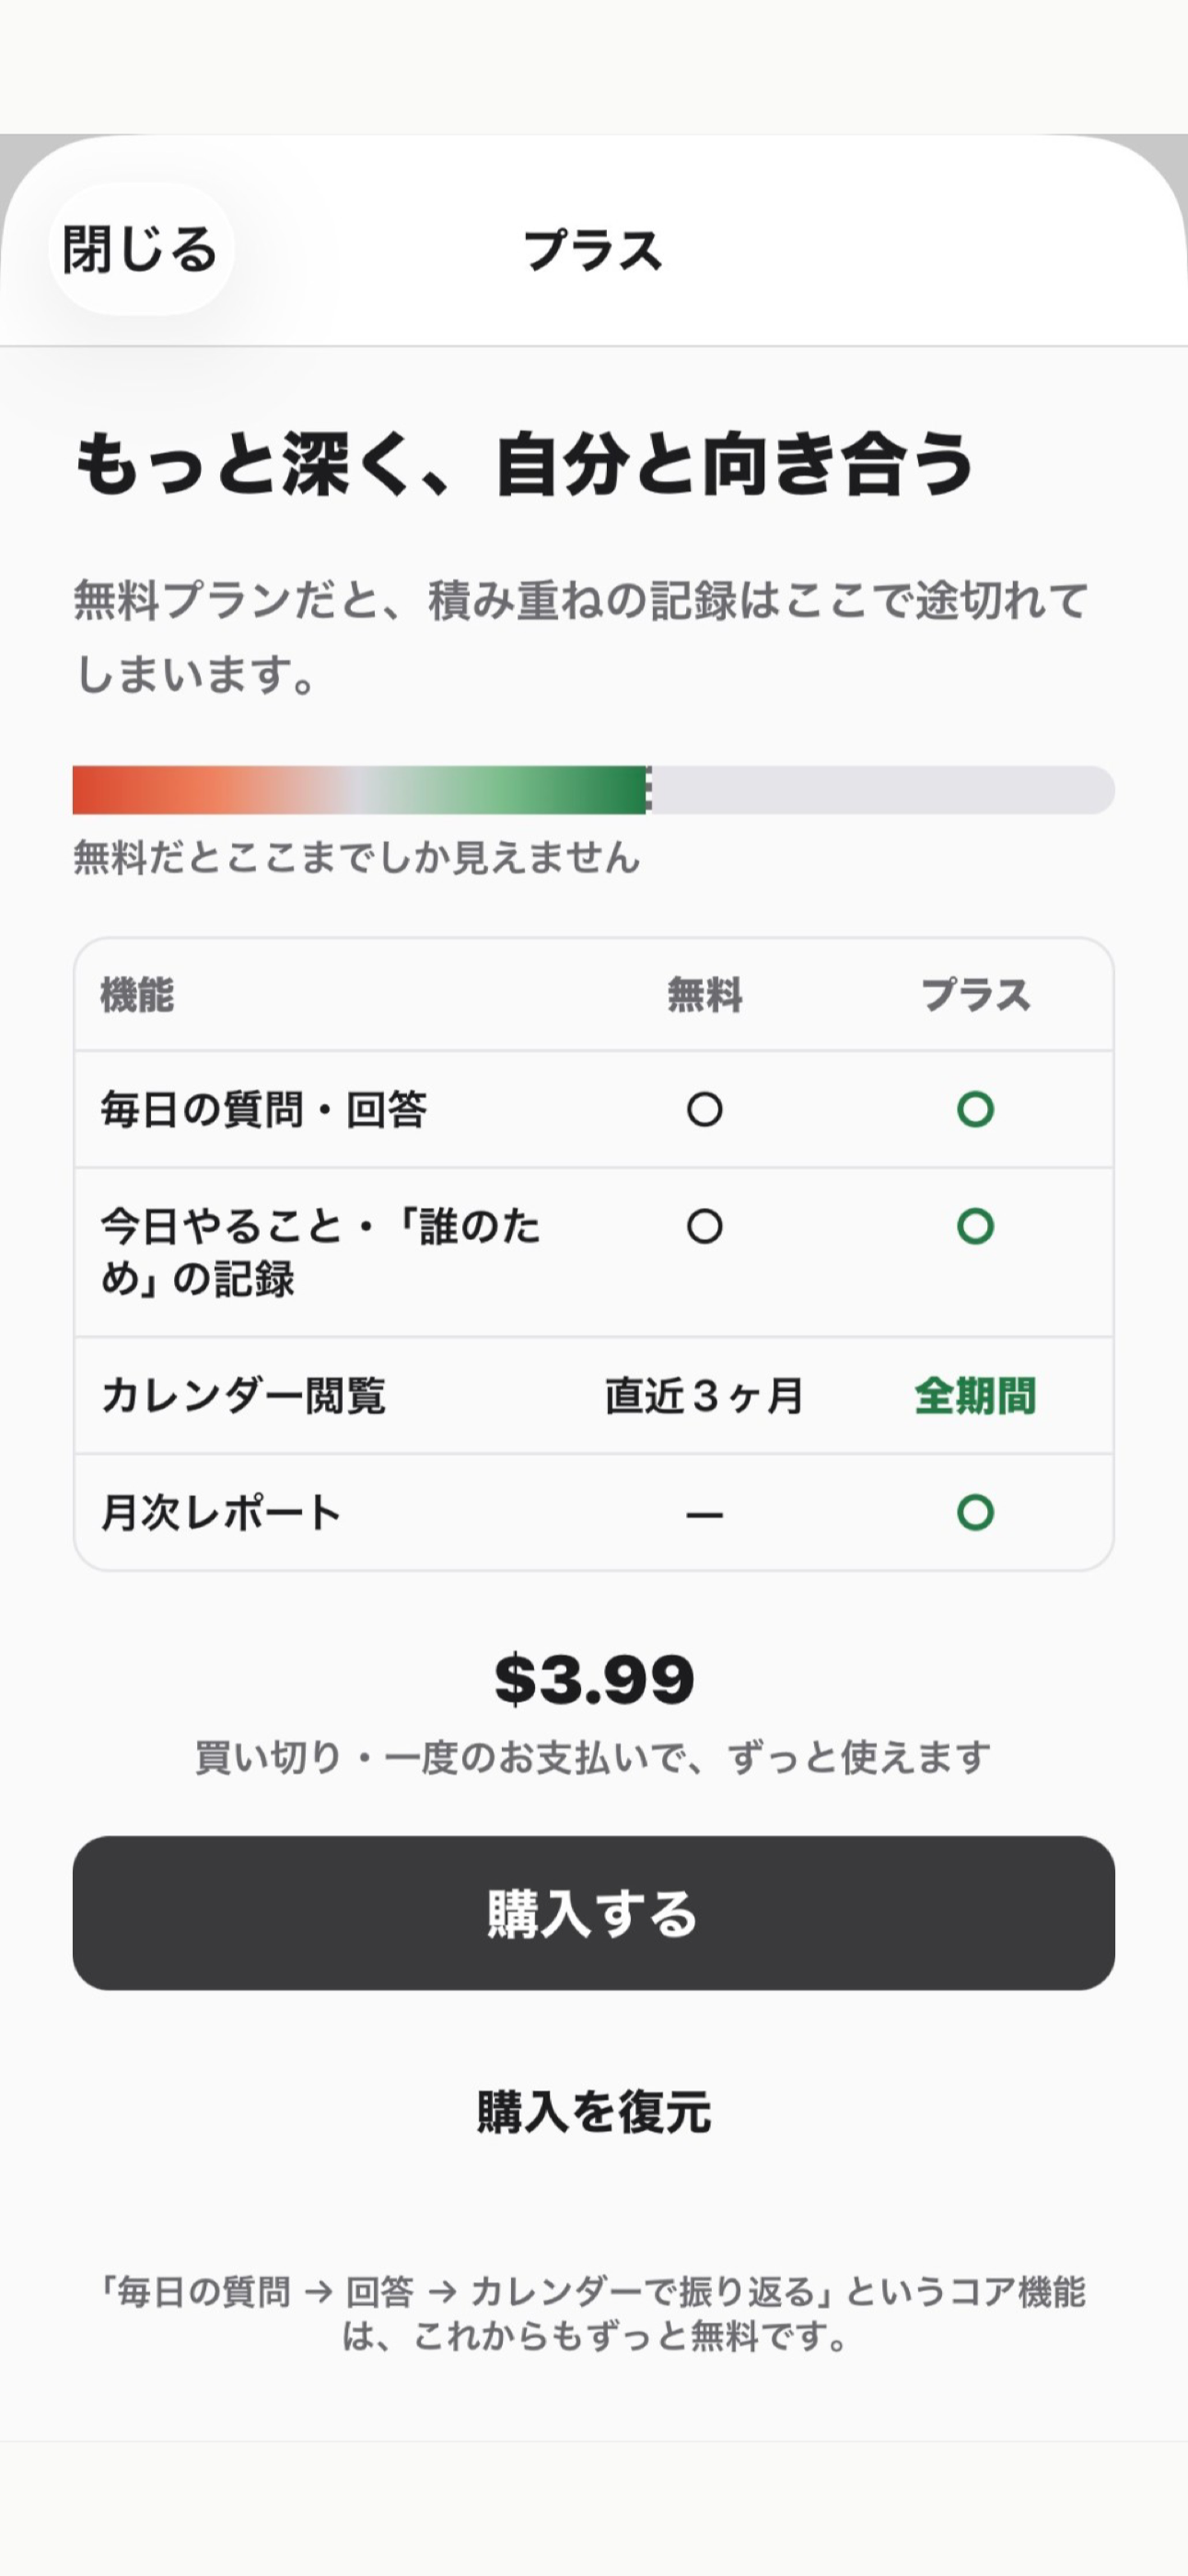 閉じる
プラス
もっと深く、自分と向き合う
無料プランだと、積み重ねの記録はここで途切れて
しまいます。
無料だとここまでしか見えません
機能 無料 プラス
毎日の質問・回答 ○ ○
今日やること・「誰のた ○ ○
め」の記録
カレンダー閲覧 直近3ヶ月 全期間
月次レポート — ○
$3.99
買い切り・一度のお支払いで、ずっと使えます
購入する
購入を復元
「毎日の質問 → 回答 → カレンダーで振り返る」というコア機能
は、これからもずっと無料です。